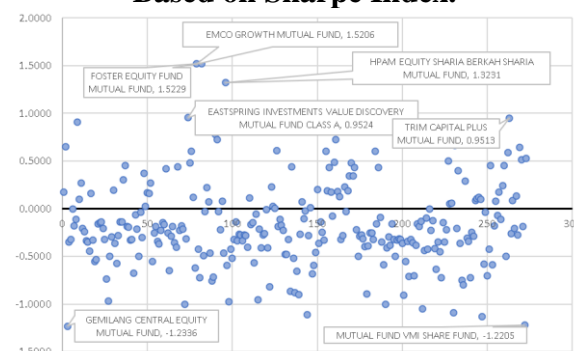 Based on Sharpe Index.
2.0000
EMCO GROWTH MUTUAL FUND, 1.5206
1.5000
HPAM EQUITY SHARIA BERKAH SHARIA
MUTUAL FUND, 1.3231
FOSTER EQUITY FUND
MUTUAL FUND, 1.5229
1.0000
EASTSPRING INVESTMENTS VALUE DISCOVERY
MUTUAL FUND CLASS A, 0.9524
TRIM CAPITAL PLUS
MUTUAL FUND, 0.9513
0.5000
0.0000
0
50
100
150
200
250
30
-0.5000
-1.0000
GEMILANG CENTRAL EQUITY
MUTUAL FUND, -1.2336
MUTUAL FUND VMI SHARE FUND, -1.2205
-1.5000